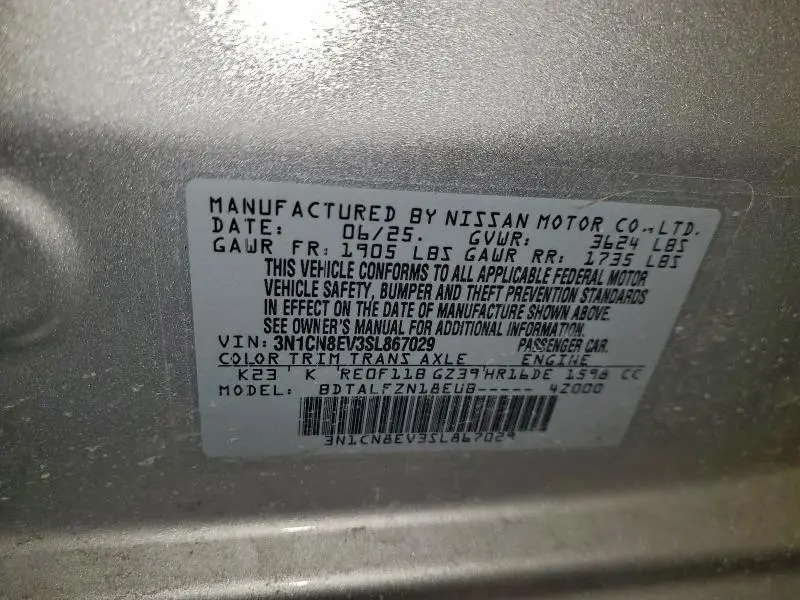 MANUFACTURED BY NISSAN MOTOR CO.,LTD.
DATE: 06/25. GVWR: 3624 LBS
GAWR FR: 1905 LBS GAWR RR: 1735 LBS
THIS VEHICLE CONFORMS TO ALL APPLICABLE FEDERAL MOTOR
VEHICLE SAFETY, BUMPER AND THEFT PREVENTION STANDARDS
IN EFFECT ON THE DATE OF MANUFACTURE SHOWN ABOVE.
SEE OWNER'S MANUAL FOR ADDITIONAL INFORMATION.
VIN: 3N1CN8EV3SL867029 PASSENGER CAR.
COLOR TRIM TRANS AXLE ENGINE
K23 K RE0F11B GZ39 HR16DE 1598 CC
MODEL: BDTALFZN18EUB----- 4Z000
3N1CN8EV3SL867029